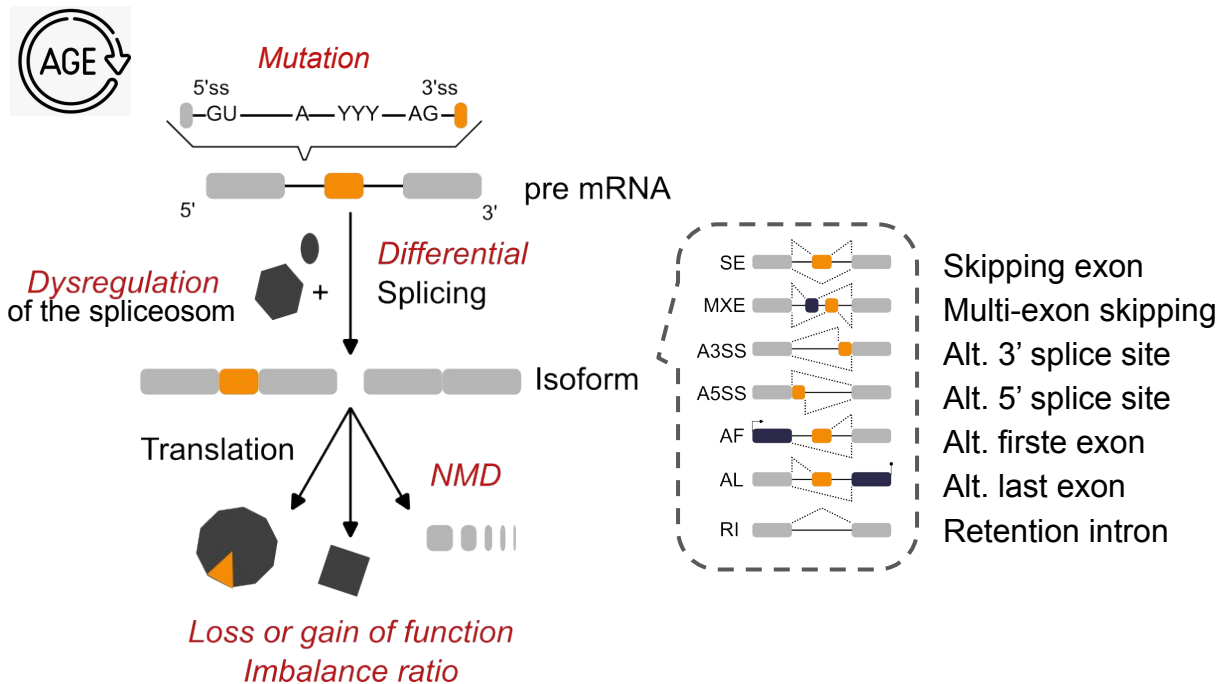 AGE
Mutation
5'ss 3'ss
GU A YYY AG
pre mRNA
5' 3'
Differential
Splicing
Dysregulation
of the spliceosom
+
Isoform
Translation
NMD
Loss or gain of function
Imbalance ratio
SE Skipping exon
MXE Multi-exon skipping
A3SS Alt. 3’ splice site
A5SS Alt. 5’ splice site
AF Alt. firste exon
AL Alt. last exon
RI Retention intron